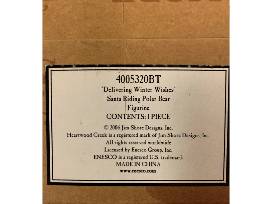 4005320BT
"Delivering Winter Wishes"
Santa Riding Polar Bear
Figurine
CONTENTS: 1 PIECE
© 2006 Jim Shore Designs, Inc.
Heartwood Creek is a registered mark of Jim Shore Designs, Inc.
All rights reserved worldwide
Licensed by Enesco Group, Inc.
ENESCO is a registered U.S. trademark
MADE IN CHINA
www.enesco.com